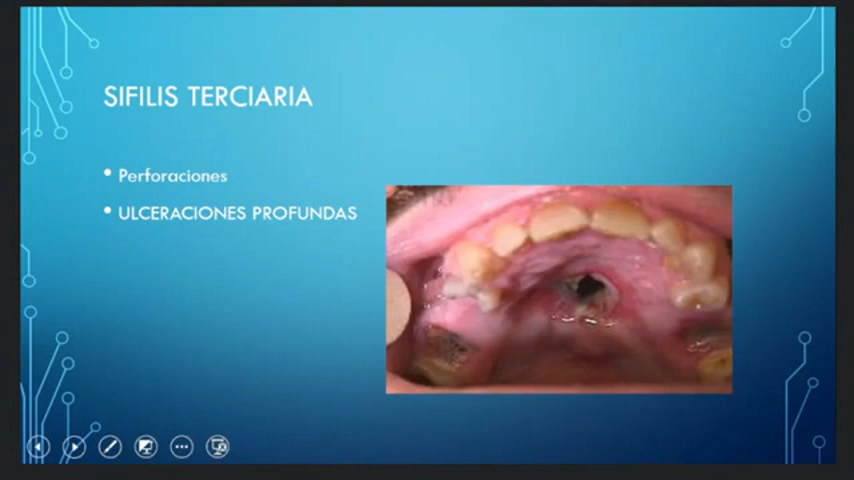 SIFILIS TERCIARIA
• Perforaciones
• ULCERACIONES PROFUNDAS